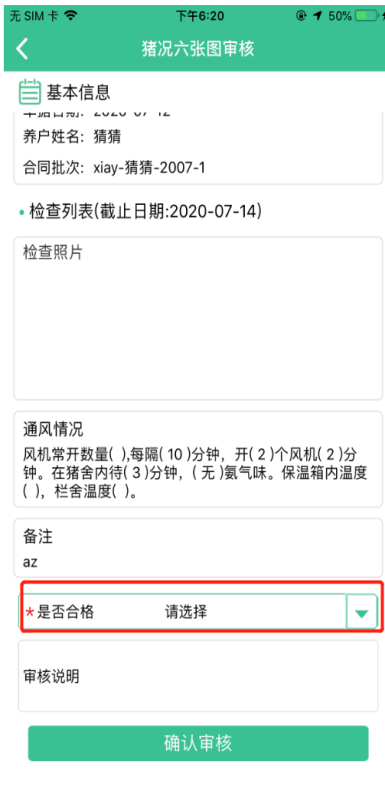 无 SIM 卡 下午6:20 50%
猪况六张图审核
基本信息
单据日期: 2020-07-12
养户姓名: 猜猜
合同批次: xiay-猜猜-2007-1
• 检查列表(截止日期:2020-07-14)
检查照片
通风情况
风机常开数量( ),每隔( 10 )分钟，开( 2 )个风机( 2 )分
钟。在猪舍内待( 3 )分钟，( 无 )氨气味。保温箱内温度
( )，栏舍温度( )。
备注
az
*是否合格 请选择
审核说明
确认审核